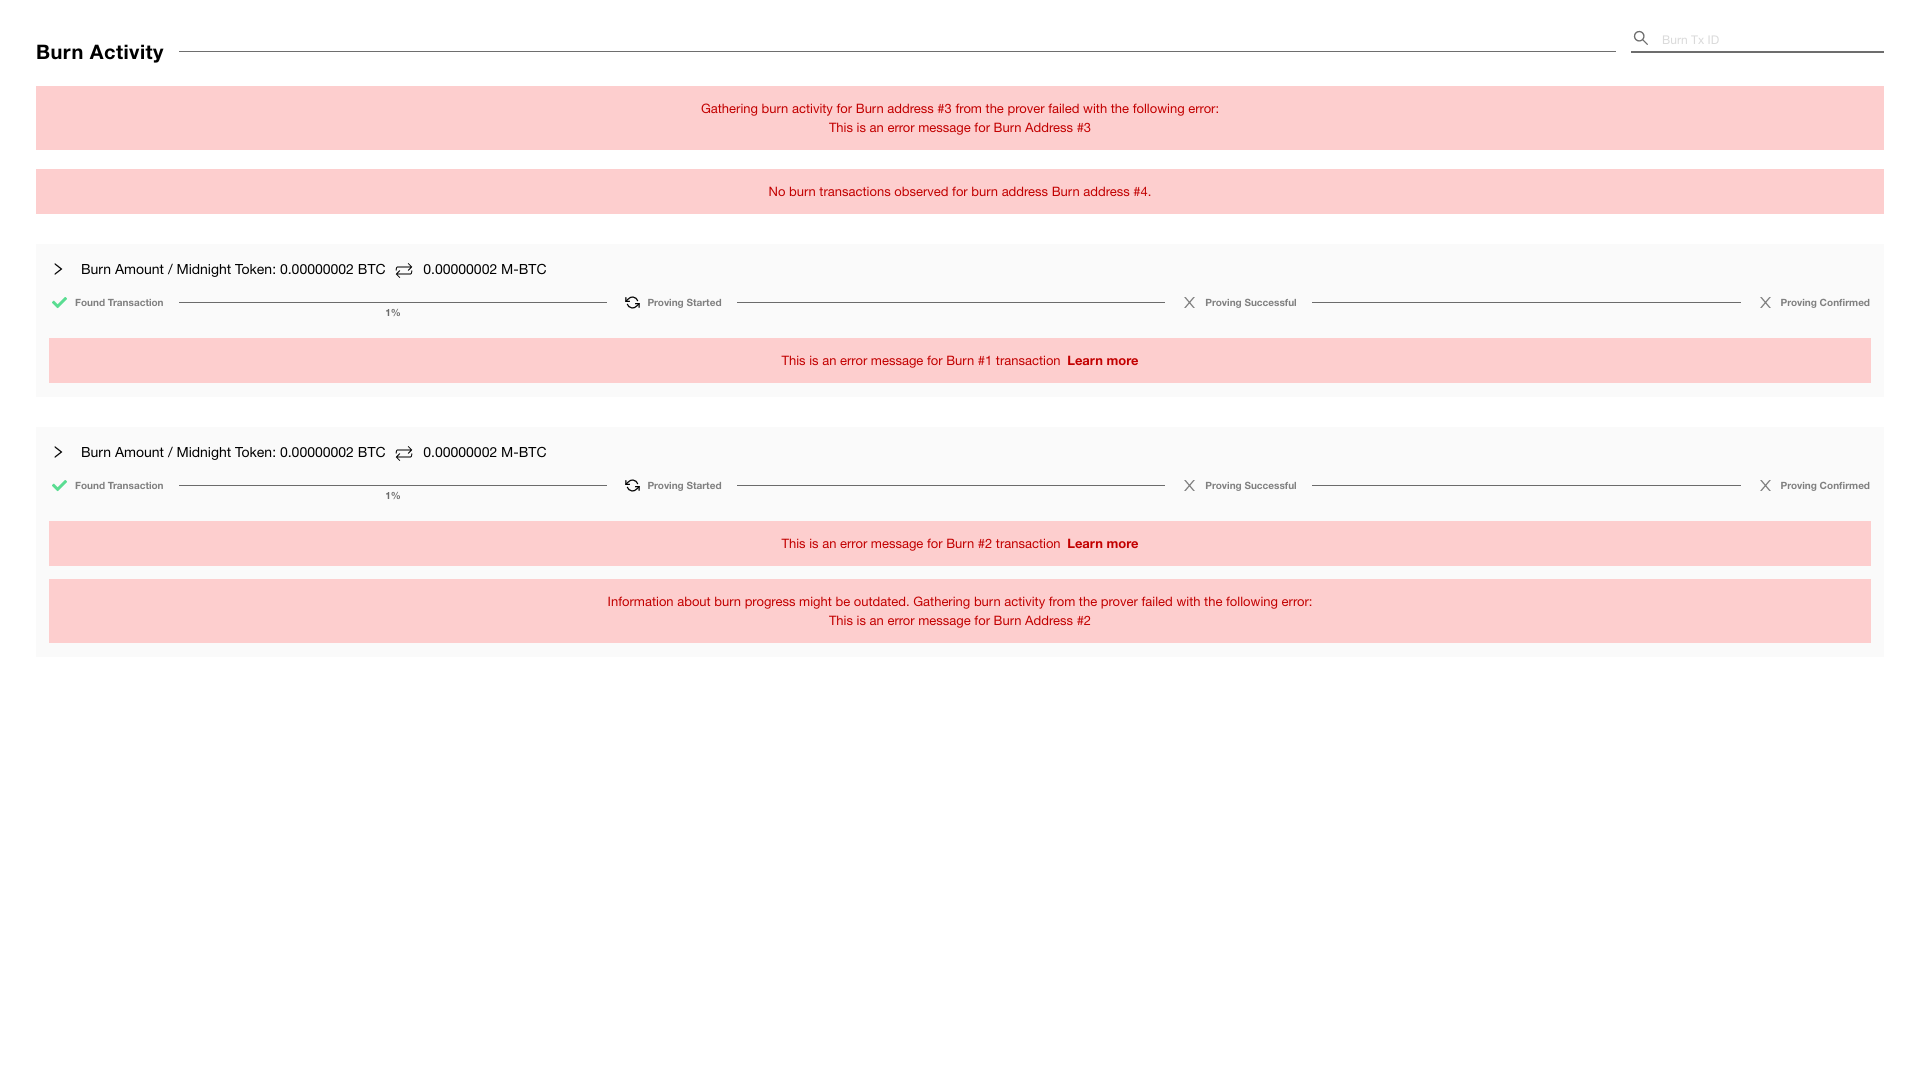 Burn Activity
Burn Tx ID
Gathering burn activity for Burn address #3 from the prover failed with the following error:
This is an error message for Burn Address #3
No burn transactions observed for burn address Burn address #4.
Burn Amount / Midnight Token: 0.00000002 BTC 0.00000002 M-BTC
Found Transaction Proving Started Proving Successful Proving Confirmed
1%
This is an error message for Burn #1 transaction Learn more
Burn Amount / Midnight Token: 0.00000002 BTC 0.00000002 M-BTC
Found Transaction Proving Started Proving Successful Proving Confirmed
1%
This is an error message for Burn #2 transaction Learn more
Information about burn progress might be outdated. Gathering burn activity from the prover failed with the following error:
This is an error message for Burn Address #2